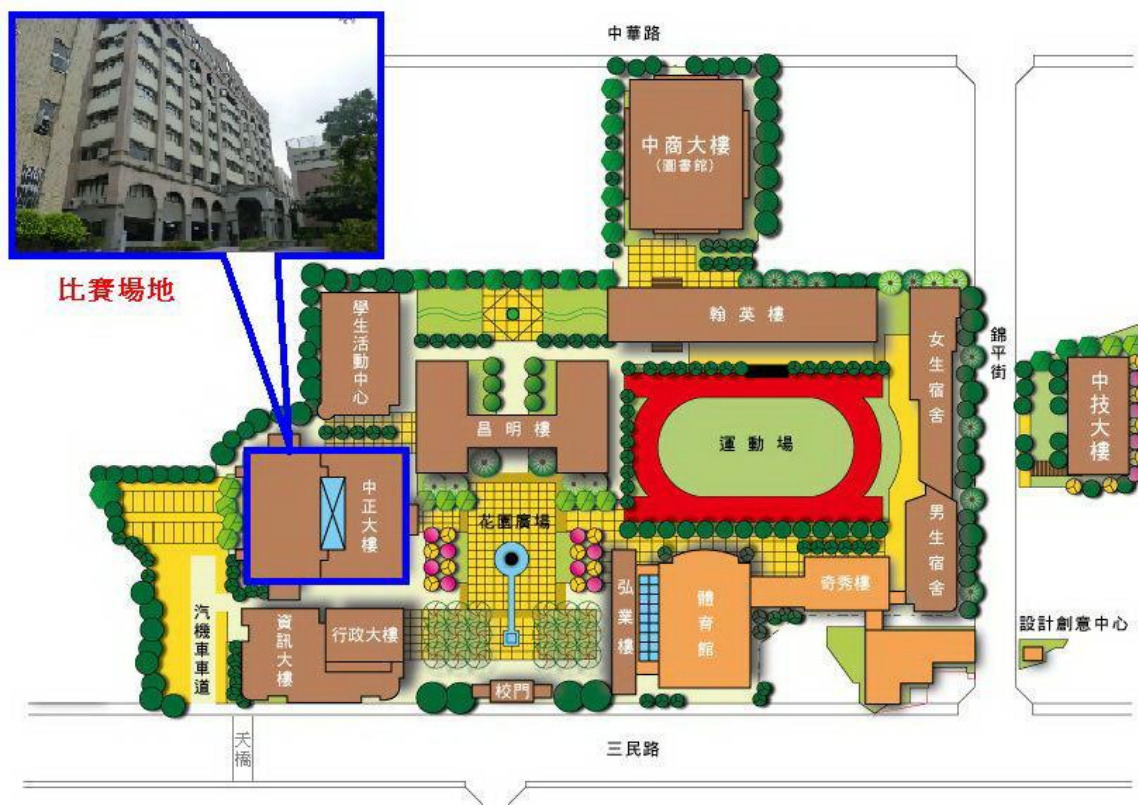 中華路
中商大樓
(圖書館)
比賽場地
學生活動中心
翰英樓
女生宿舍
錦平街
中技大樓
昌明樓
運動場
中正大樓
花園廣場
男生宿舍
弘業樓
體育館
奇秀樓
汽機車車道
資訊大樓
行政大樓
設計創意中心
校門
天橋
三民路